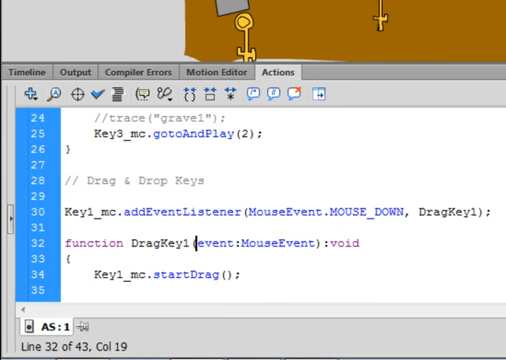 Timeline Output Compiler Errors Motion Editor Actions
24 //trace("grave1");
25 Key3_mc.gotoAndPlay(2);
26 }
27
28 // Drag & Drop Keys
29
30 Key1_mc.addEventListener(MouseEvent.MOUSE_DOWN, DragKey1);
31
32 function DragKey1(event:MouseEvent):void
33 {
34 Key1_mc.startDrag();
35
AS:1
Line 32 of 43, Col 19